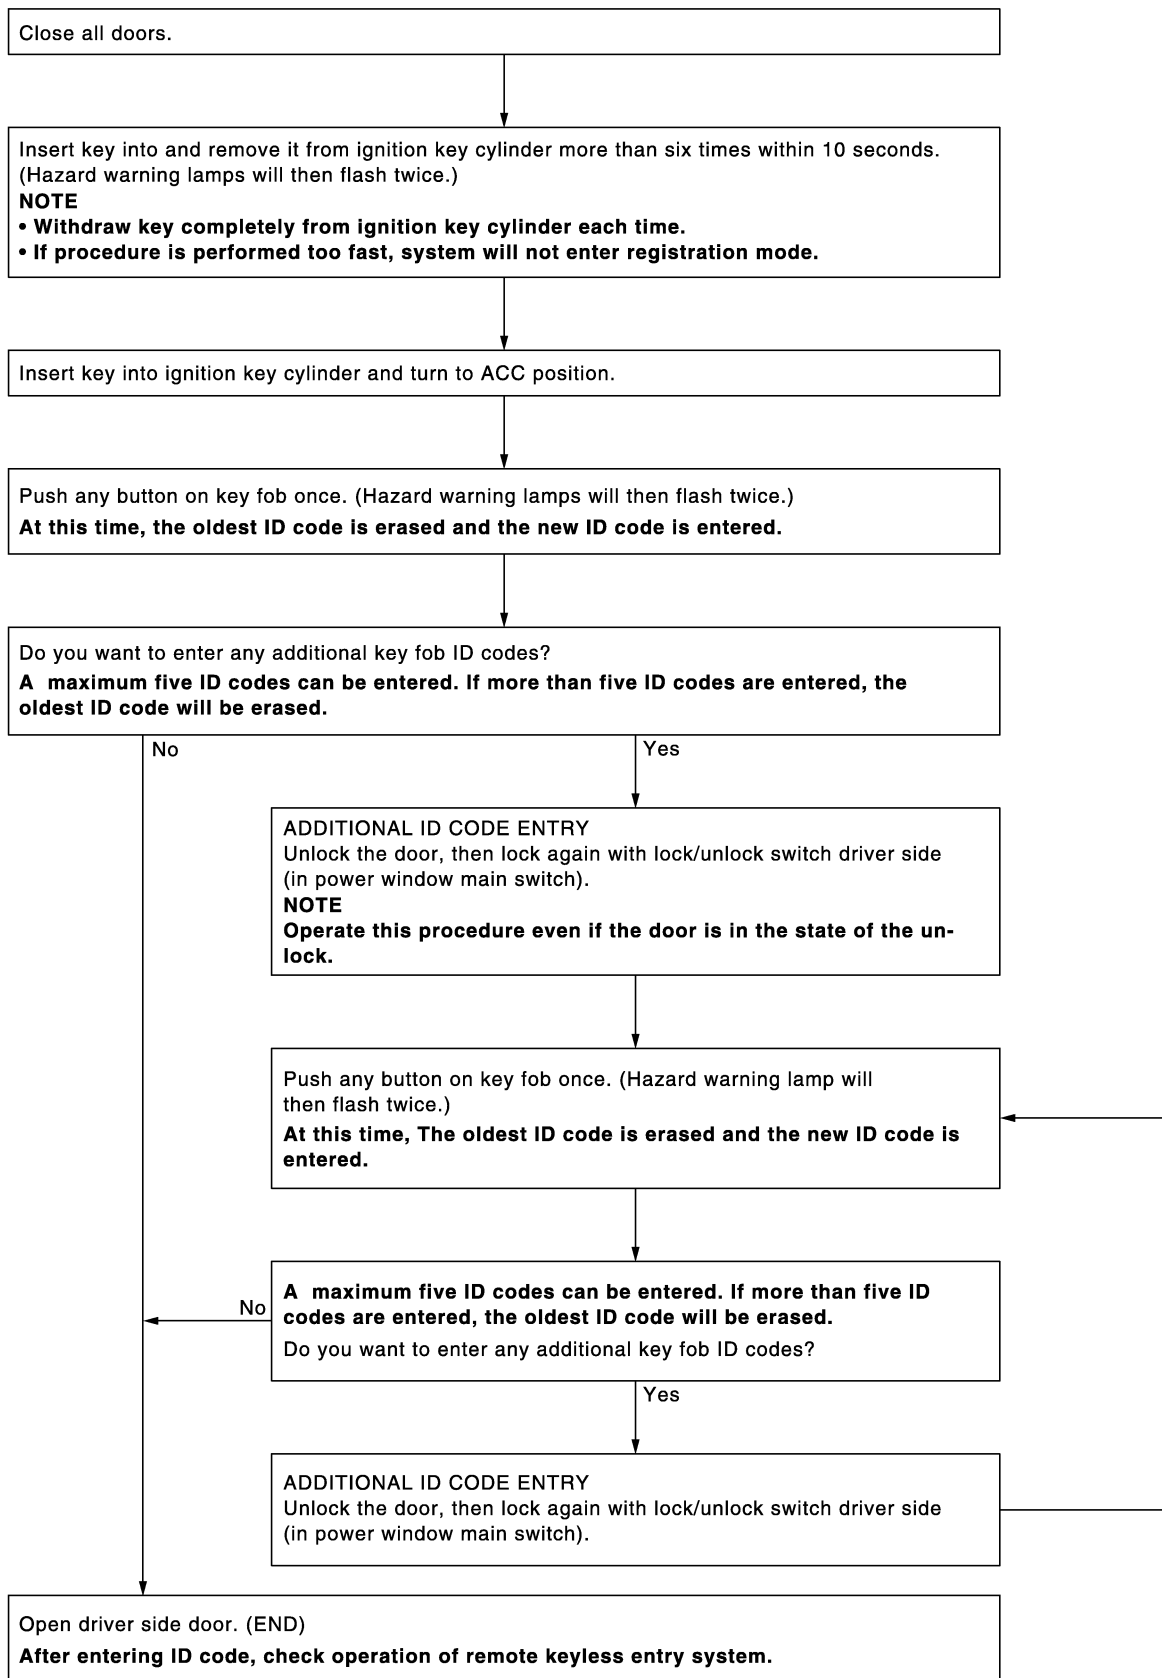 Close all doors.
Insert key into and remove it from ignition key cylinder more than six times within 10 seconds.
(Hazard warning lamps will then flash twice.)
NOTE
• Withdraw key completely from ignition key cylinder each time.
• If procedure is performed too fast, system will not enter registration mode.
Insert key into ignition key cylinder and turn to ACC position.
Push any button on key fob once. (Hazard warning lamps will then flash twice.)
At this time, the oldest ID code is erased and the new ID code is entered.
Do you want to enter any additional key fob ID codes?
A maximum five ID codes can be entered. If more than five ID codes are entered, the
oldest ID code will be erased.
No
Yes
ADDITIONAL ID CODE ENTRY
Unlock the door, then lock again with lock/unlock switch driver side
(in power window main switch).
NOTE
Operate this procedure even if the door is in the state of the un-
lock.
Push any button on key fob once. (Hazard warning lamp will
then flash twice.)
At this time, The oldest ID code is erased and the new ID code is
entered.
No
A maximum five ID codes can be entered. If more than five ID
codes are entered, the oldest ID code will be erased.
Do you want to enter any additional key fob ID codes?
Yes
ADDITIONAL ID CODE ENTRY
Unlock the door, then lock again with lock/unlock switch driver side
(in power window main switch).
Open driver side door. (END)
After entering ID code, check operation of remote keyless entry system.